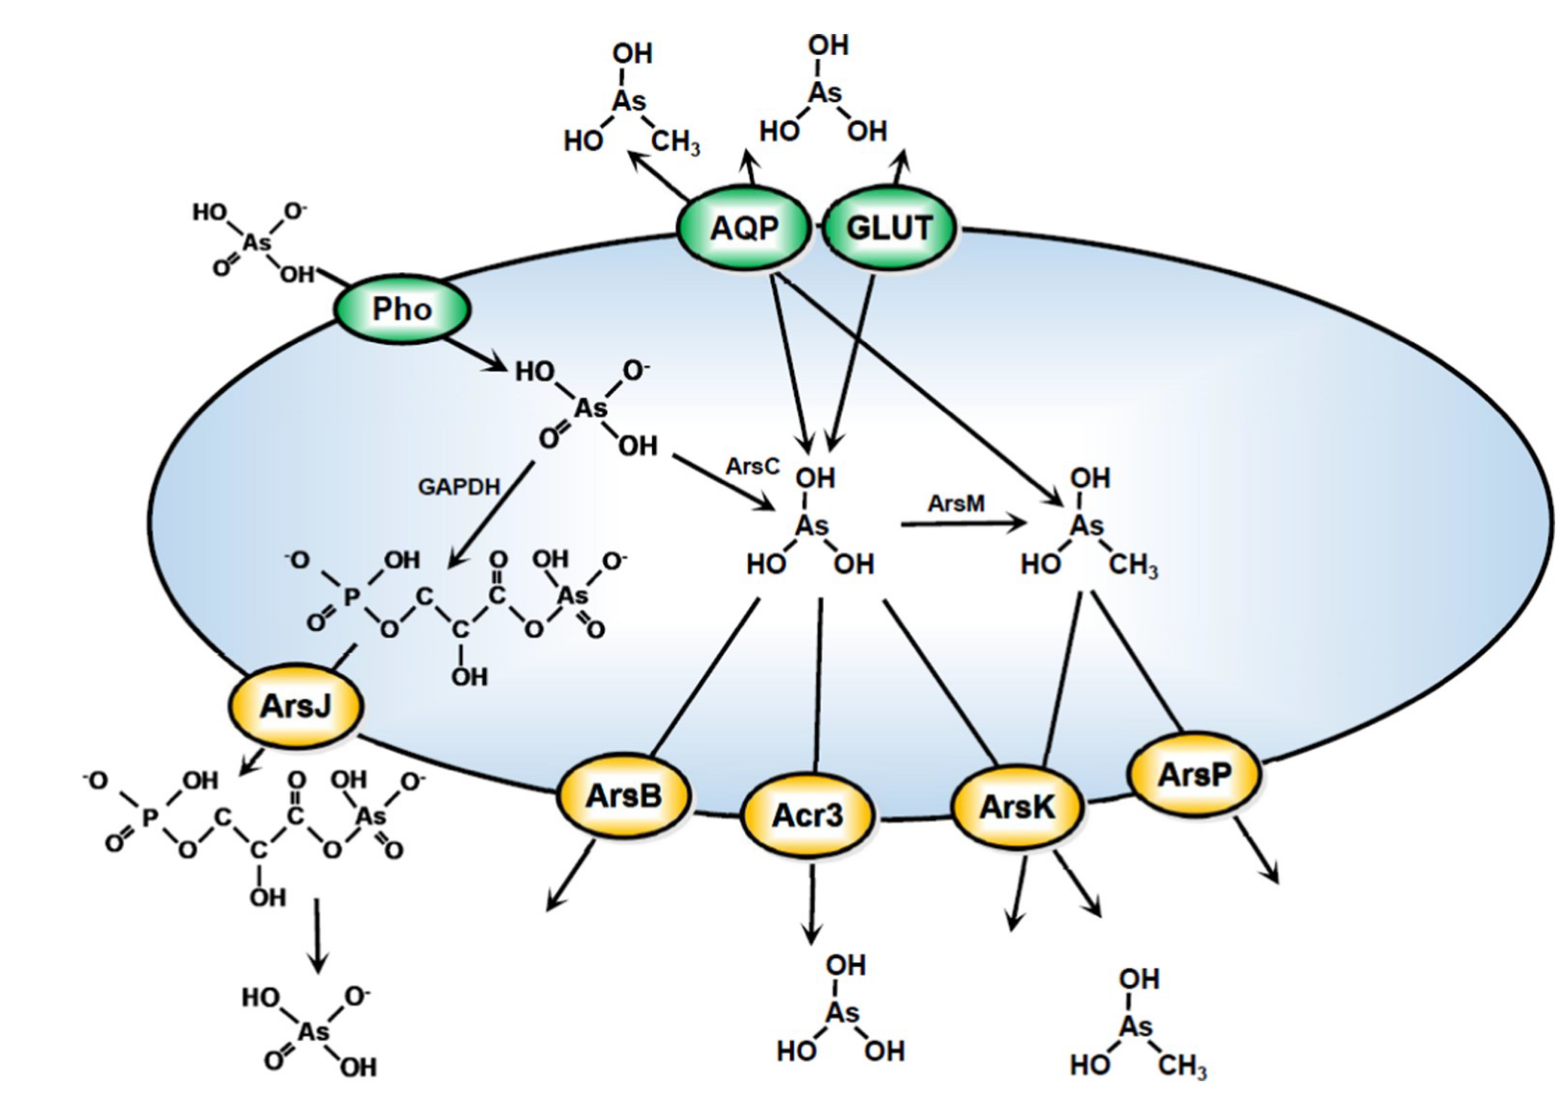 OH
As
HO CH3
OH
As
HO OH
HO O-
As
O OH
AQP
GLUT
Pho
HO O-
As
O OH
GAPDH
ArsC
OH
As
HO OH
ArsM
OH
As
HO CH3
-O OH O OH O-
P C C As
O O C O O
OH
ArsJ
ArsB
Acr3
ArsK
ArsP
-O OH O OH O-
P C C As
O O C O O
OH
HO O-
As
O OH
OH
As
HO OH
OH
As
HO CH3